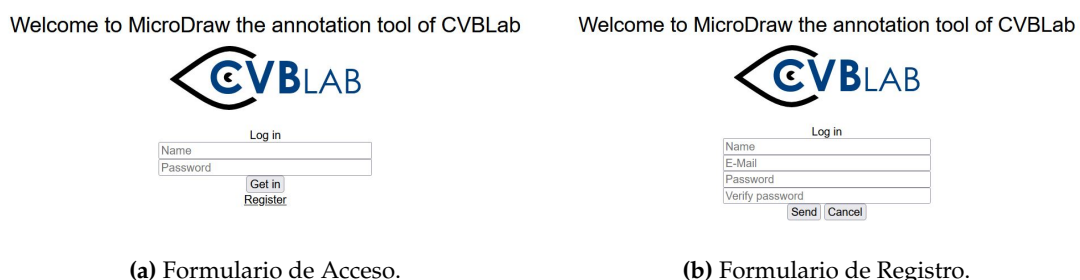 Welcome to MicroDraw the annotation tool of CVBLab
CVBLAB
Log in
Name
Password
Get in
Register
(a) Formulario de Acceso.
Welcome to MicroDraw the annotation tool of CVBLab
CVBLAB
Log in
Name
E-Mail
Password
Verify password
Send Cancel
(b) Formulario de Registro.